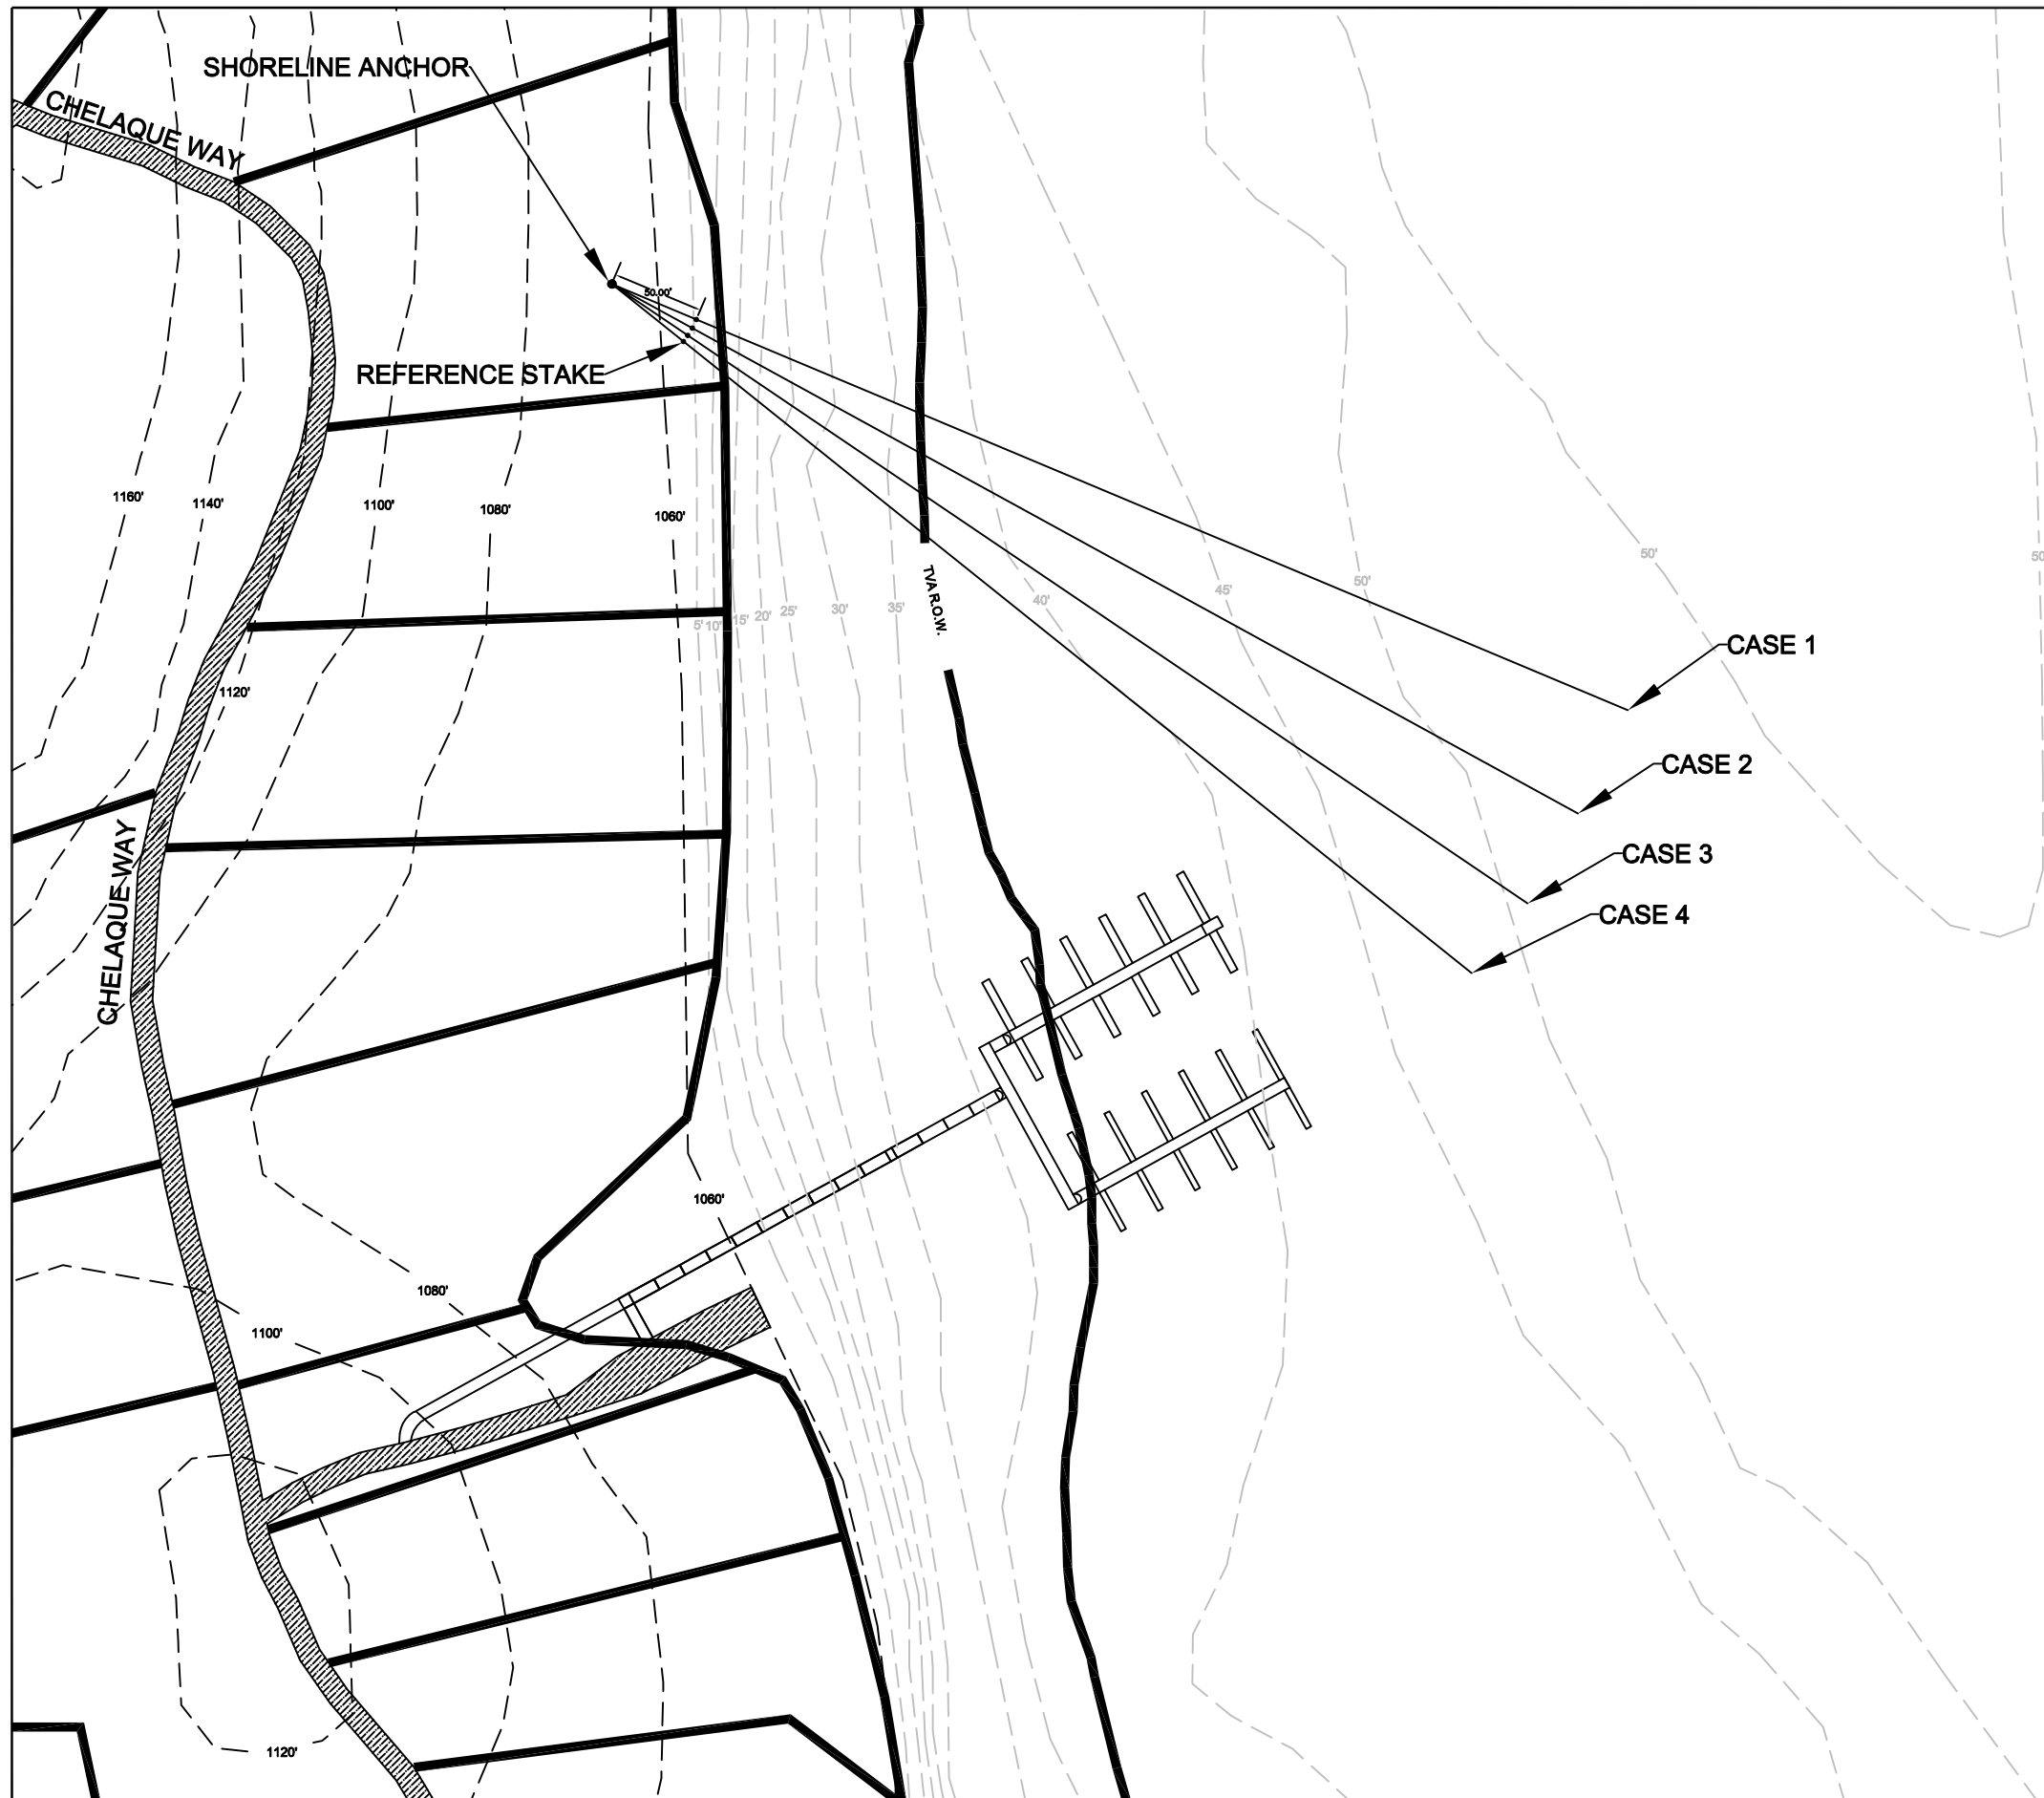 SHORELINE ANCHOR
CHELAQUE WAY
50.00'
REFERENCE STAKE
1160'
1140'
1100'
1080'
1060'
50'
50'
50'
TVA R.O.W.
45'
40'
35'
30'
25'
20'
15'
10'
5'
CASE 1
1120'
CASE 2
CASE 3
CHELAQUE WAY
CASE 4
1060'
1080'
1100'
1120'